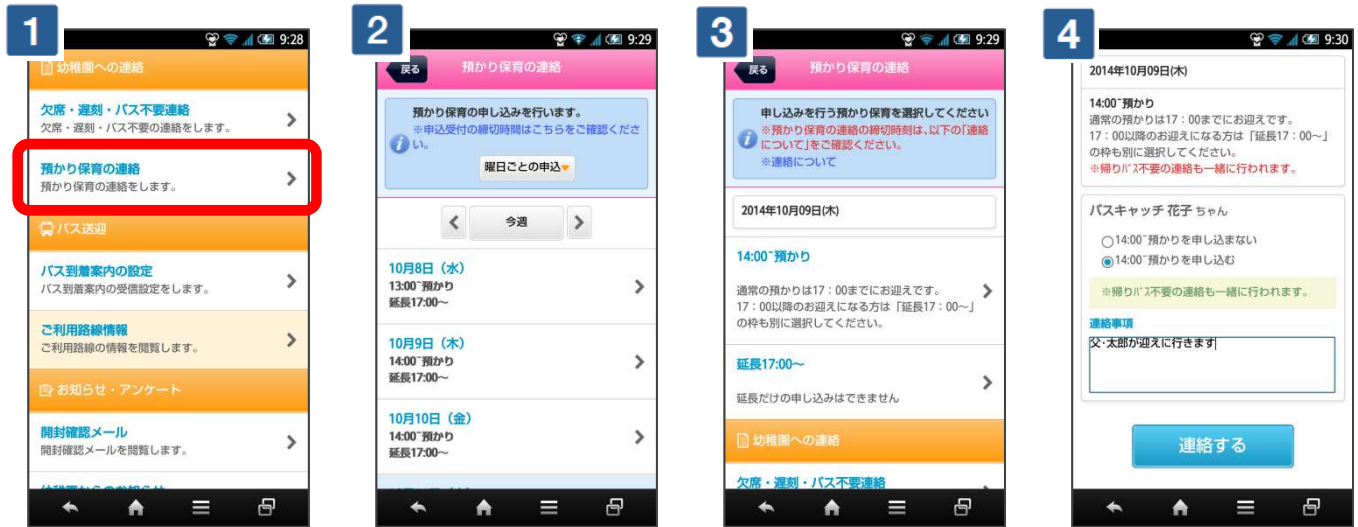 1
9:28
幼稚園への連絡
欠席・遅刻・バス不要連絡
欠席・遅刻・バス不要の連絡をします。
預かり保育の連絡
預かり保育の連絡をします。
バス送迎
バス到着案内の設定
バス到着案内の受信設定をします。
ご利用路線情報
ご利用路線の情報を閲覧します。
お知らせ・アンケート
開封確認メール
開封確認メールを閲覧します。
2
9:29
戻る
預かり保育の連絡
預かり保育の申し込みを行います。
※申込受付の締切時間はこちらをご確認くださ
い。
曜日ごとの申込
今週
10月8日（水）
13:00~預かり
延長17:00～
10月9日（木）
14:00~預かり
延長17:00～
10月10日（金）
14:00~預かり
延長17:00～
3
9:29
戻る
預かり保育の連絡
申し込みを行う預かり保育を選択してください
※預かり保育の連絡の締切時刻は、以下の「連絡
について」をご確認ください。
※連絡について
2014年10月09日(木)
14:00~預かり
通常の預かりは17：00までにお迎えです。
17：00以降のお迎えになる方は「延長17：00～」
の枠も別に選択してください。
延長17:00～
延長だけの申し込みはできません
幼稚園への連絡
欠席・遅刻・バス不要連絡
4
9:30
2014年10月09日(木)
14:00~預かり
通常の預かりは17：00までにお迎えです。
17：00以降のお迎えになる方は「延長17：00～」
の枠も別に選択してください。
※帰りバス不要の連絡も一緒に行われます。
バスキャッチ 花子 ちゃん
14:00~預かりを申し込まない
14:00~預かりを申し込む
※帰りバス不要の連絡も一緒に行われます。
連絡事項
父・太郎が迎えに行きます
連絡する